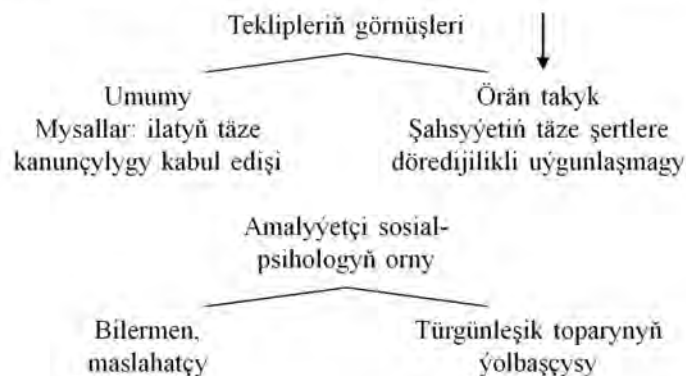 Teklipleriň görnüşleri
Umumy
Mysallar: ilatyň täze
kanunçylygy kabul edişi
Örän takyk
Şahsyýetiň täze şertlere
döredijilikli uýgunlaşmagy
Amalyýetçi sosial-
psihologyň orny
Bilermen,
maslahatçy
Türgünleşik toparynyň
ýolbaşçysy